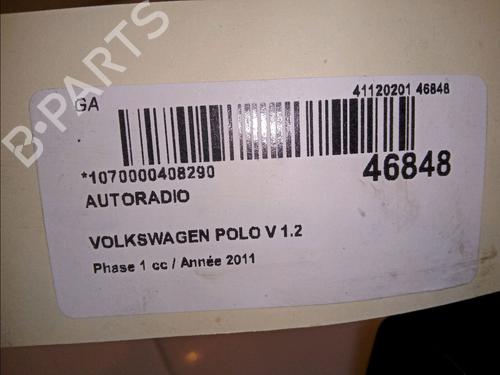 B-PARTS
GA
41120201 46848
*1070000408290
46848
AUTORADIO
VOLKSWAGEN POLO V 1.2
Phase 1 cc / Année 2011